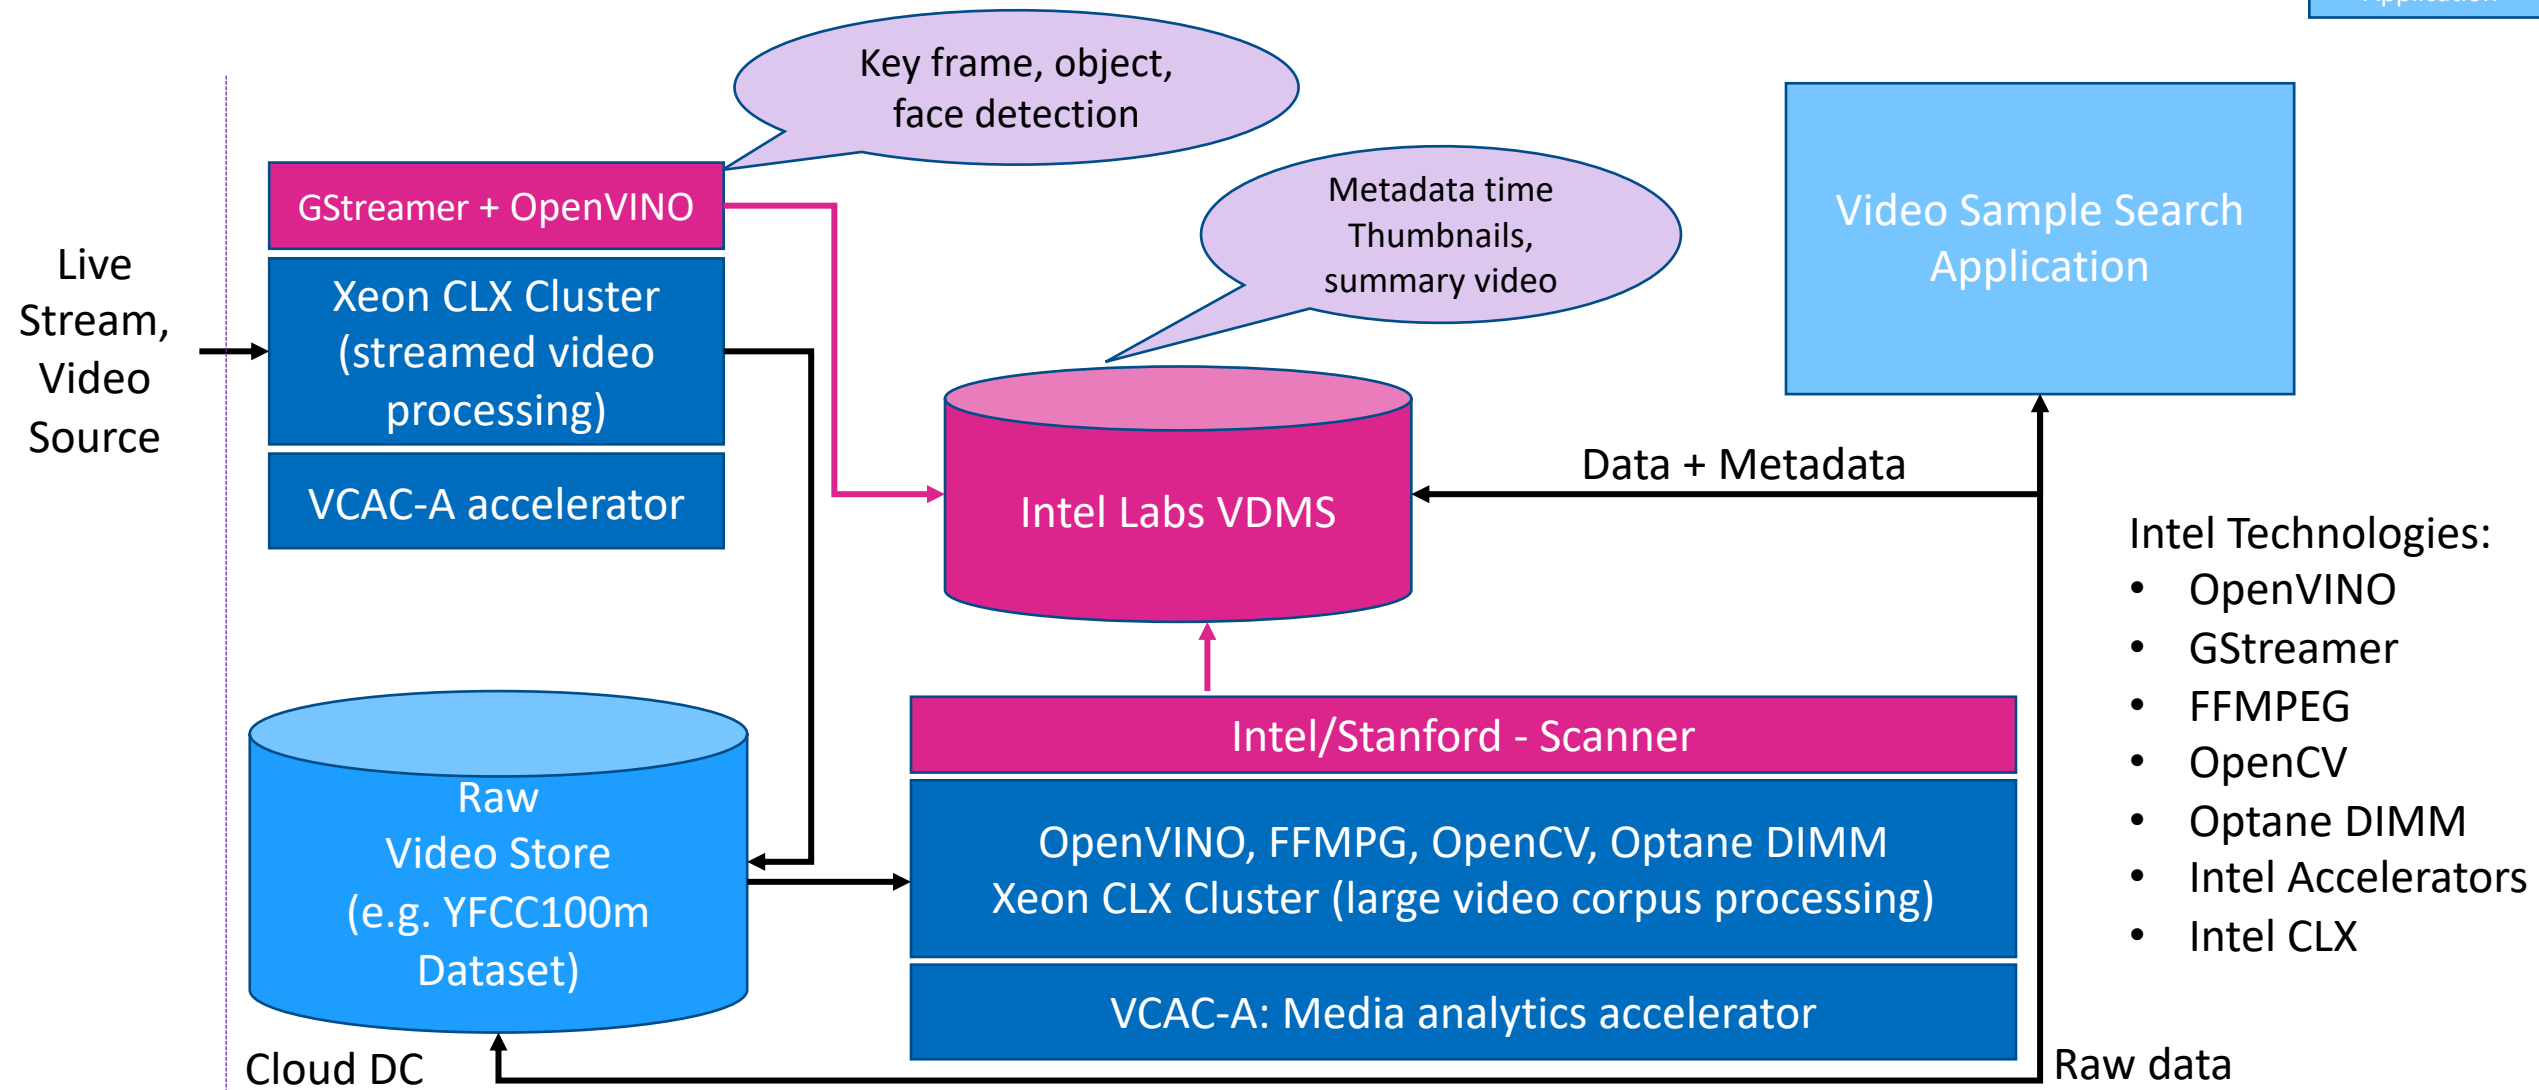 Application
Key frame, object,
face detection
GStreamer + OpenVINO
Live
Stream,
Video
Source
Xeon CLX Cluster
(streamed video
processing)
VCAC-A accelerator
Metadata time
Thumbnails,
summary video
Video Sample Search
Application
Intel Labs VDMS
Data + Metadata
Intel Technologies:
• OpenVINO
• GStreamer
• FFMPEG
• OpenCV
• Optane DIMM
• Intel Accelerators
• Intel CLX
Raw
Video Store
(e.g. YFCC100m
Dataset)
Intel/Stanford - Scanner
OpenVINO, FFMPG, OpenCV, Optane DIMM
Xeon CLX Cluster (large video corpus processing)
VCAC-A: Media analytics accelerator
Cloud DC
Raw data